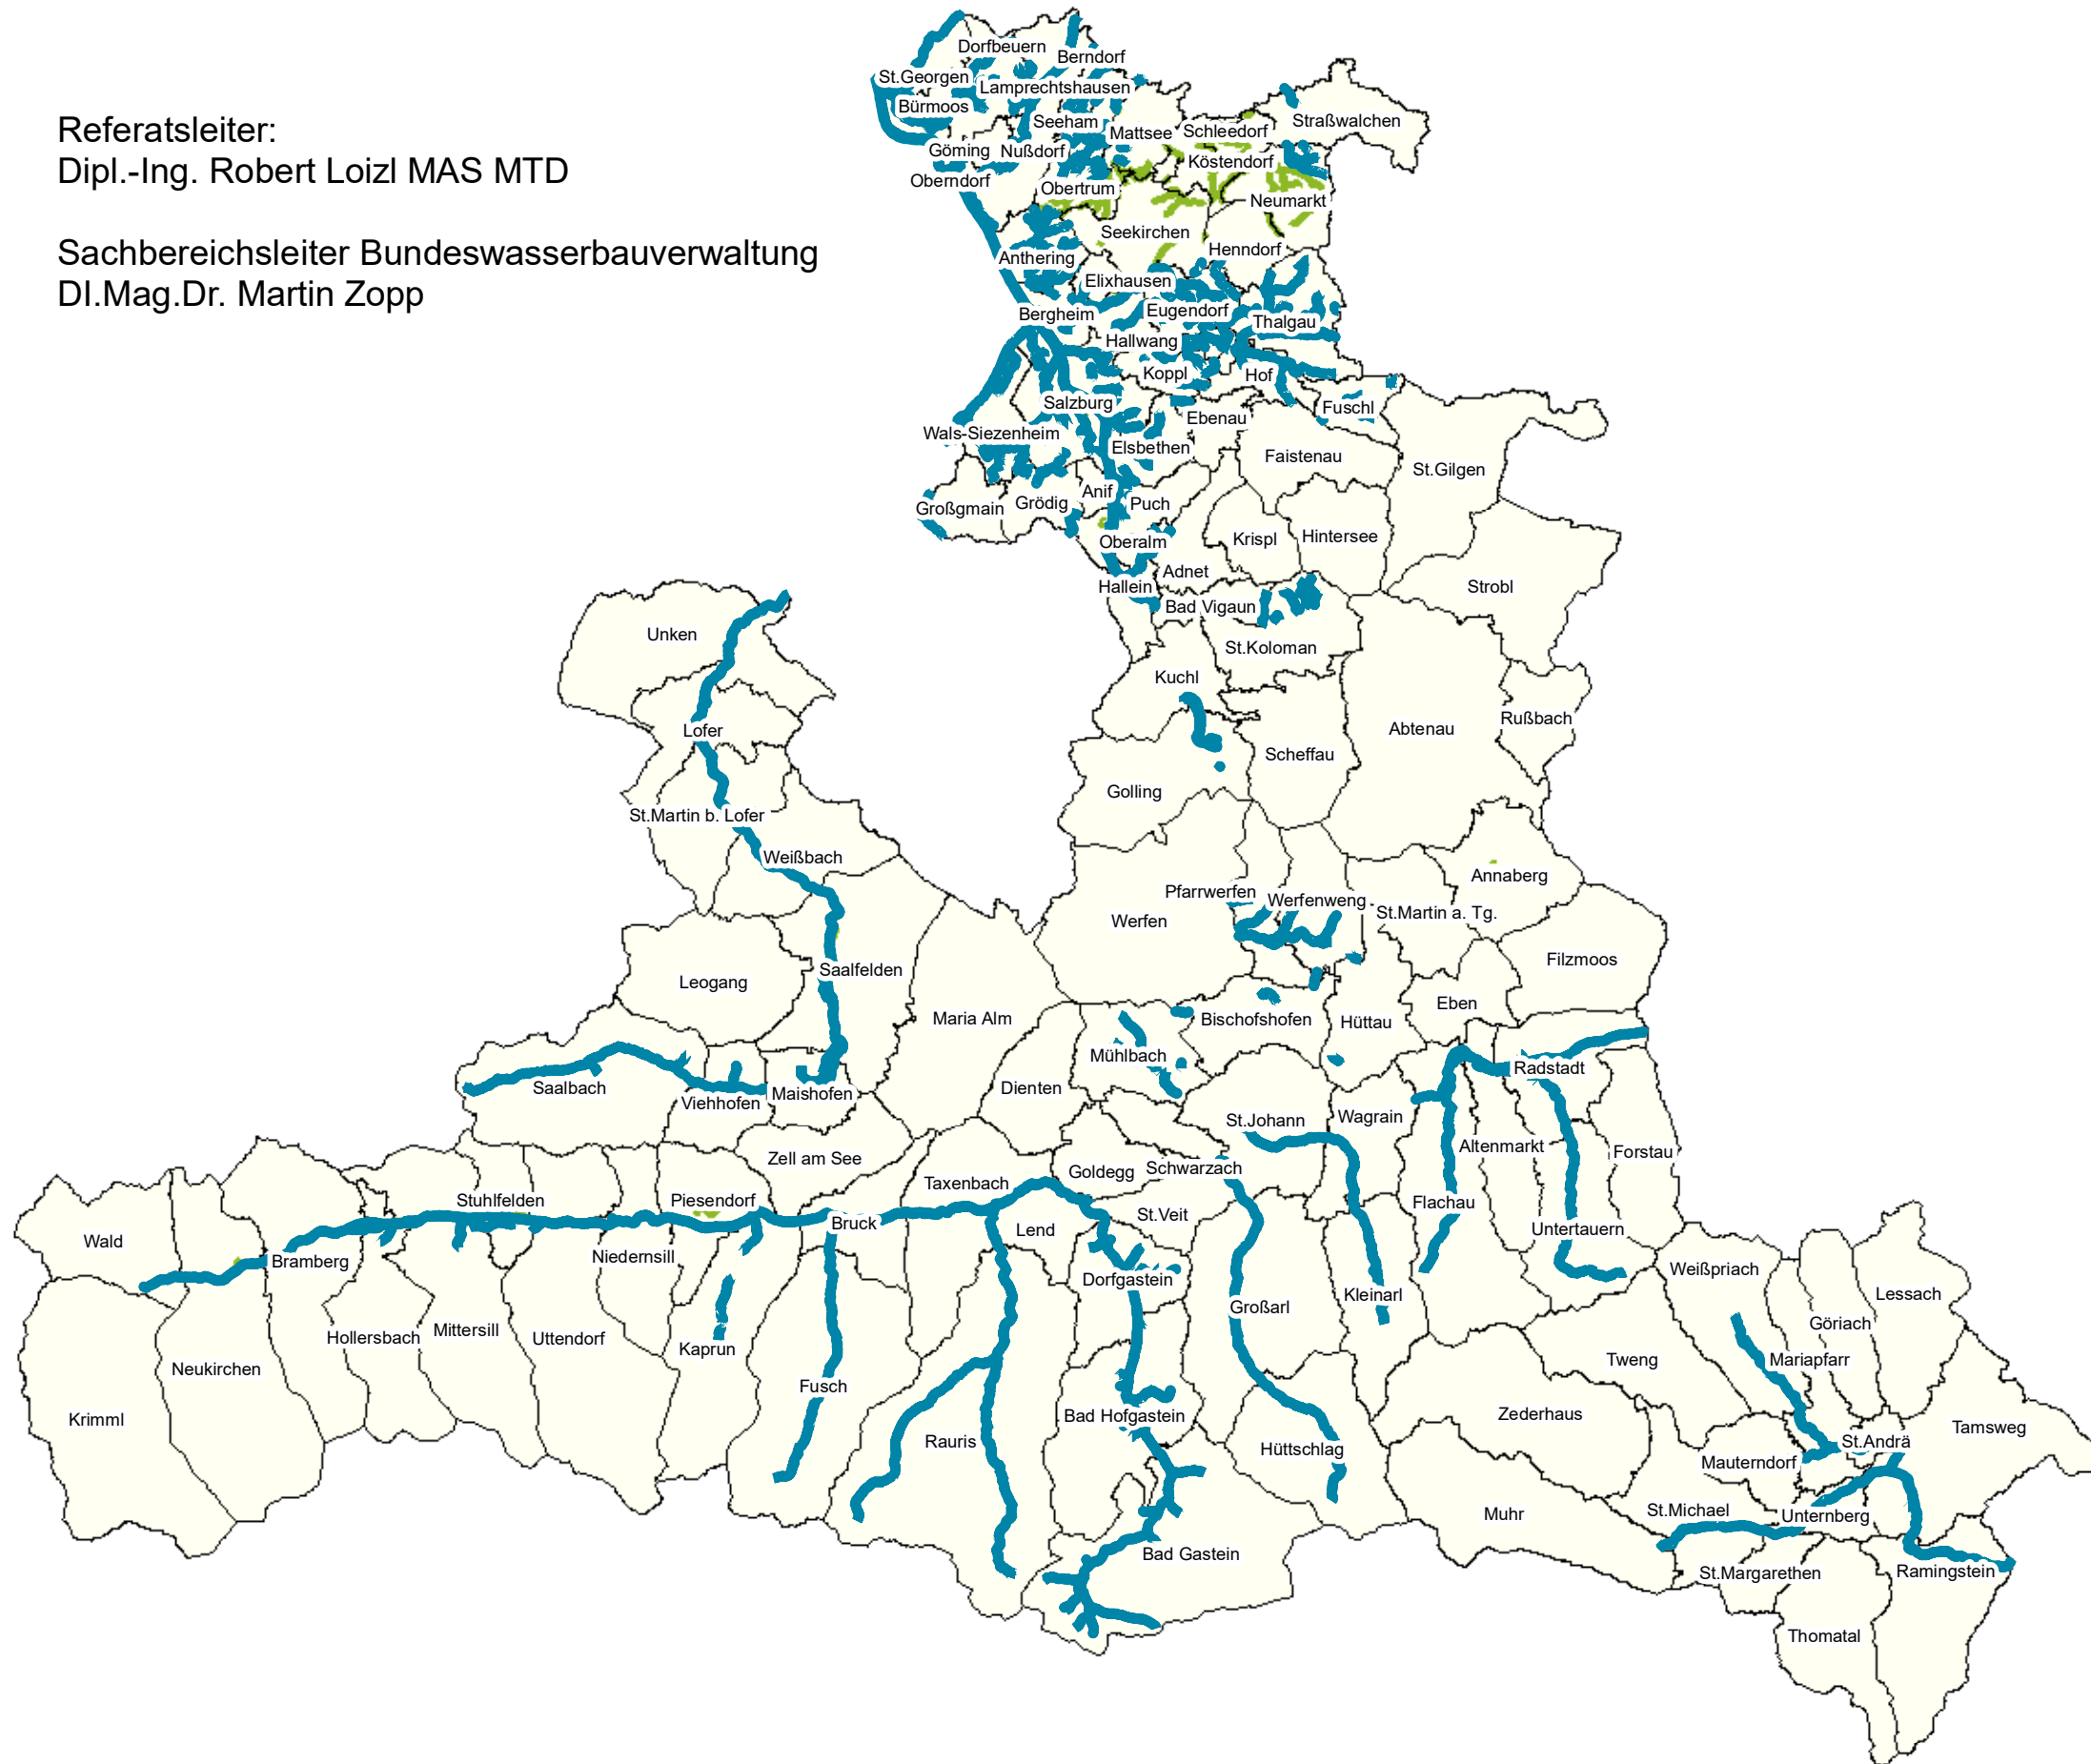 Referatsleiter:
Dipl.-Ing. Robert Loizl MAS MTD
Sachbereichsleiter Bundeswasserbauverwaltung
DI.Mag.Dr. Martin Zopp
Dorfbeuern
Berndorf
St.Georgen
Lamprechtshausen
Bürmoos
Seeham
Mattsee
Schleedorf
Straßwalchen
Göming
Nußdorf
Köstendorf
Oberndorf
Obertrum
Neumarkt
Seekirchen
Henndorf
Anthering
Elixhausen
Eugendorf
Bergheim
Thalgau
Hallwang
Koppl
Hof
Salzburg
Fuschl
Ebenau
Wals-Siezenheim
Elsbethen
Faistenau
St.Gilgen
Anif
Großgmain
Grödig
Puch
Oberalm
Krispl
Hintersee
Adnet
Hallein
Strobl
Bad Vigaun
Unken
St.Koloman
Kuchl
Lofer
Rußbach
Abtenau
Scheffau
Golling
St.Martin b. Lofer
Weißbach
Annaberg
Pfarrwerfen
Werfenweng
Werfen
St.Martin a. Tg.
Filzmoos
Saalfelden
Leogang
Eben
Maria Alm
Bischofshofen
Hüttau
Mühlbach
Radstadt
Saalbach
Dienten
Maishofen
Viehhofen
Wagrain
St.Johann
Altenmarkt
Forstau
Zell am See
Goldegg
Schwarzach
Taxenbach
Stuhlfelden
Piesendorf
Flachau
St.Veit
Bruck
Lend
Untertauern
Wald
Niedernsill
Bramberg
Weißpriach
Dorfgastein
Kleinarl
Lessach
Großarl
Göriach
Mittersill
Hollersbach
Uttendorf
Kaprun
Tweng
Mariapfarr
Neukirchen
Fusch
Krimml
Bad Hofgastein
Zederhaus
Tamsweg
Rauris
St.Andrä
Hüttschlag
Mauterndorf
St.Michael
Muhr
Unternberg
Bad Gastein
St.Margarethen
Ramingstein
Thomatal